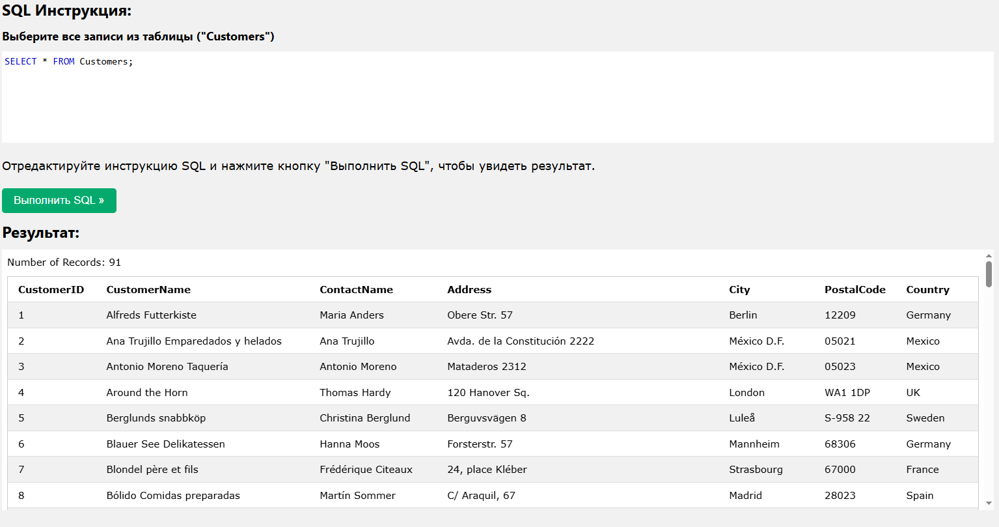 SQL Инструкция:
Выберите все записи из таблицы ("Customers")
SELECT * FROM Customers;
Отредактируйте инструкцию SQL и нажмите кнопку "Выполнить SQL", чтобы увидеть результат.
Выполнить SQL »
Результат:
Number of Records: 91
CustomerID CustomerName ContactName Address City PostalCode Country
1 Alfreds Futterkiste Maria Anders Obere Str. 57 Berlin 12209 Germany
2 Ana Trujillo Emparedados y helados Ana Trujillo Avda. de la Constitución 2222 México D.F. 05021 Mexico
3 Antonio Moreno Taquería Antonio Moreno Mataderos 2312 México D.F. 05023 Mexico
4 Around the Horn Thomas Hardy 120 Hanover Sq. London WA1 1DP UK
5 Berglunds snabbköp Christina Berglund Berguvsvägen 8 Luleå S-958 22 Sweden
6 Blauer See Delikatessen Hanna Moos Forsterstr. 57 Mannheim 68306 Germany
7 Blondel père et fils Frédérique Citeaux 24, place Kléber Strasbourg 67000 France
8 Bólido Comidas preparadas Martín Sommer C/ Araquil, 67 Madrid 28023 Spain